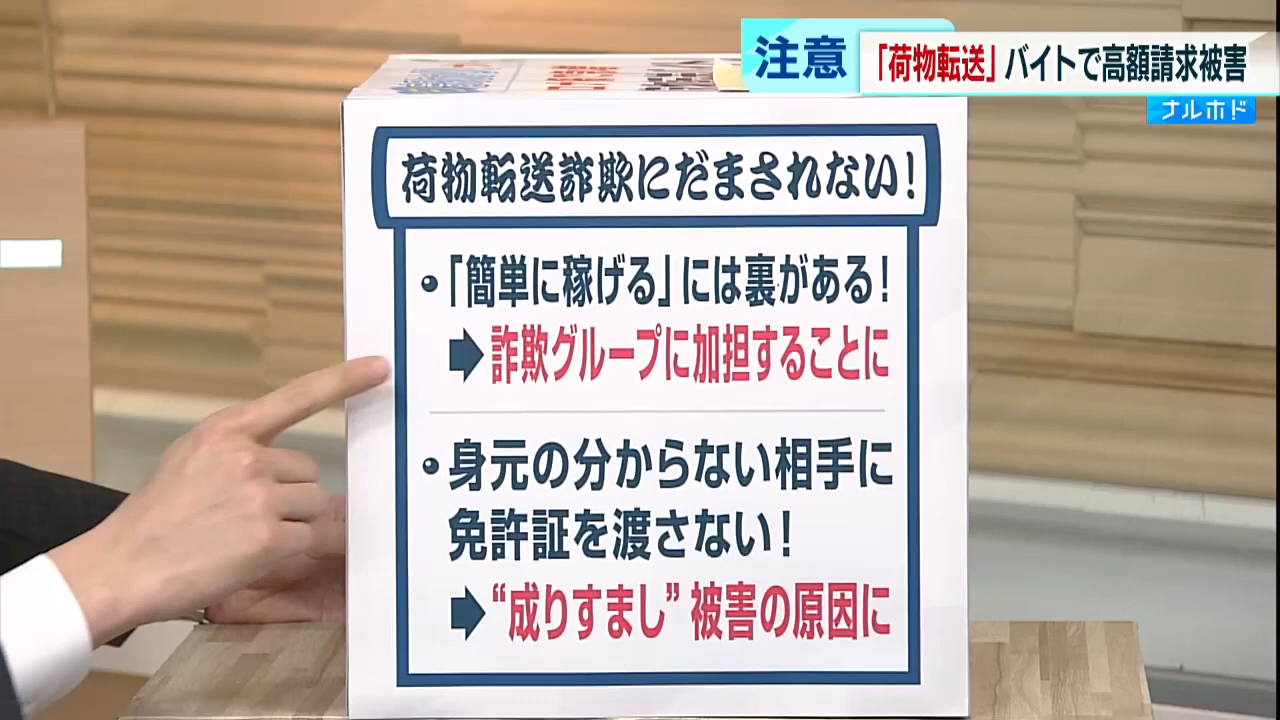 注意
「荷物転送」バイトで高額請求被害
ナルホド
荷物転送詐欺にだまされない！
・「簡単に稼げる」には裏がある！
➡詐欺グループに加担することに
・身元の分からない相手に
免許証を渡さない！
➡“成りすまし”被害の原因に